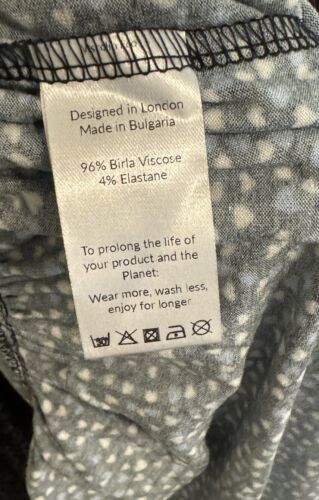 Designed in London
Made in Bulgaria
96% Birla Viscose
4% Elastane
To prolong the life of
your product and the
Planet:
Wear more, wash less,
enjoy for longer